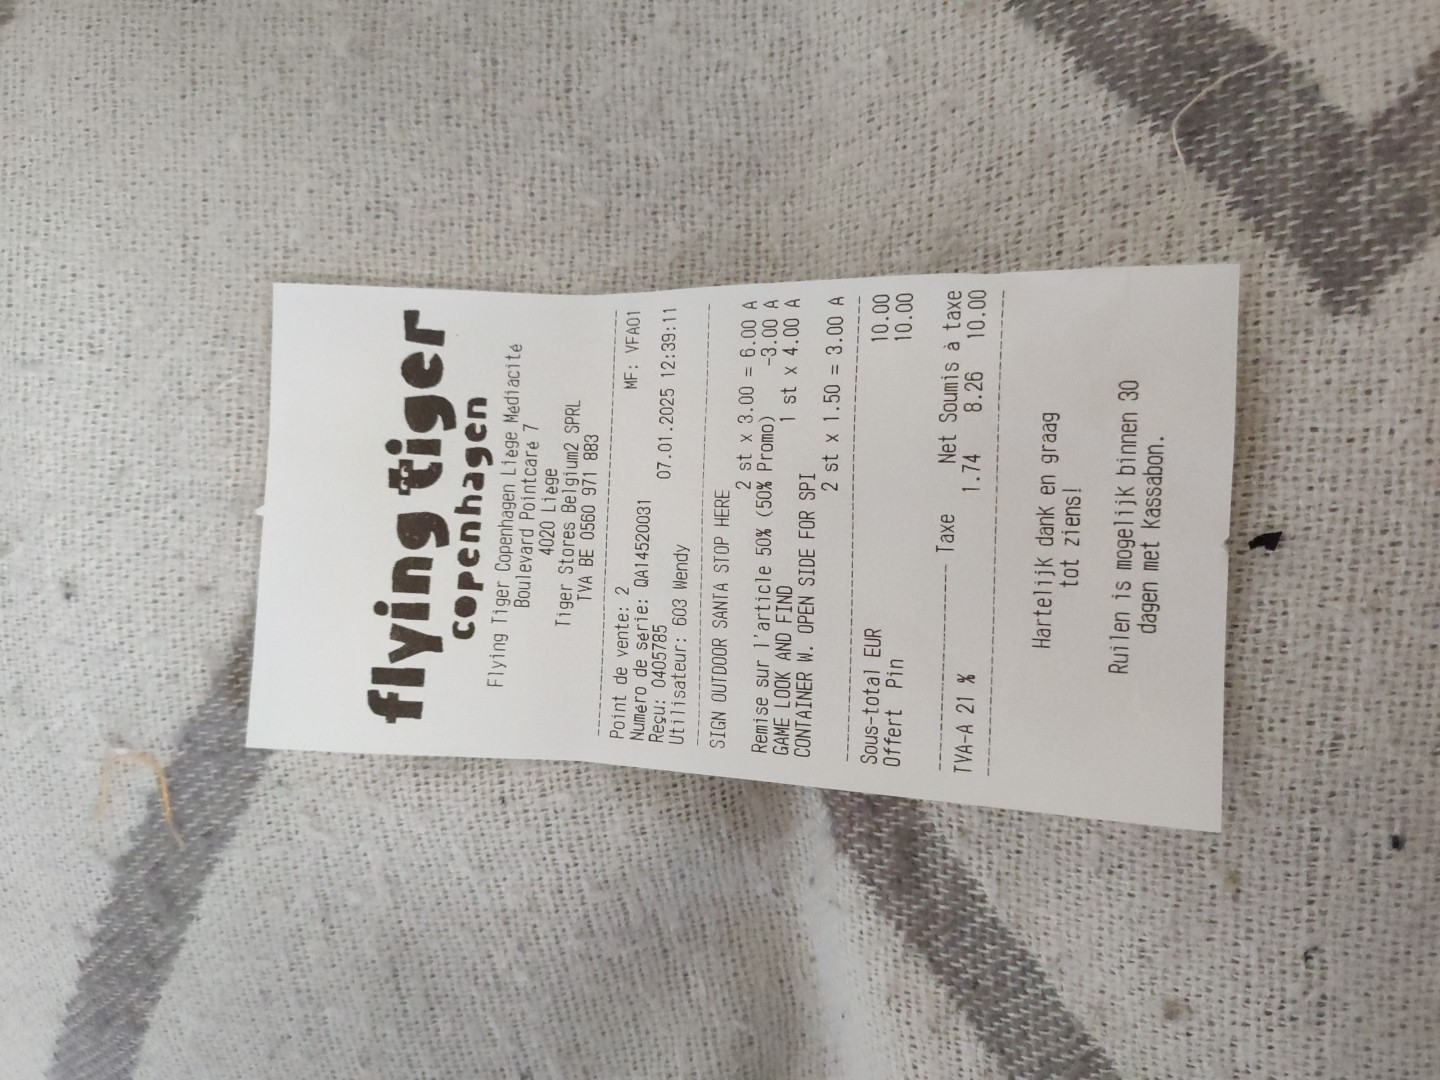 flying tiger
copenhagen
Flying Tiger Copenhagen Liège Médiacité
Boulevard Pointcaré 7
4020 Liège
Tiger Stores Belgium2 SPRL
TVA BE 0560 971 883
Point de vente: 2 MF: VFA01
Numéro de série: QA14520031
Reçu: 0405785 07.01.2025 12:39:11
Utilisateur: 603 Wendy
SIGN OUTDOOR SANTA STOP HERE
2 st x 3.00 = 6.00 A
Remise sur l'article 50% (50% Promo) -3.00 A
GAME LOOK AND FIND 1 st x 4.00 A
CONTAINER W. OPEN SIDE FOR SPI
2 st x 1.50 = 3.00 A
Sous-total EUR 10.00
Offert Pin 10.00
Taxe Net Soumis à taxe
TVA-A 21 % 1.74 8.26 10.00
Hartelijk dank en graag
tot ziens!
Ruilen is mogelijk binnen 30
dagen met Kassabon.